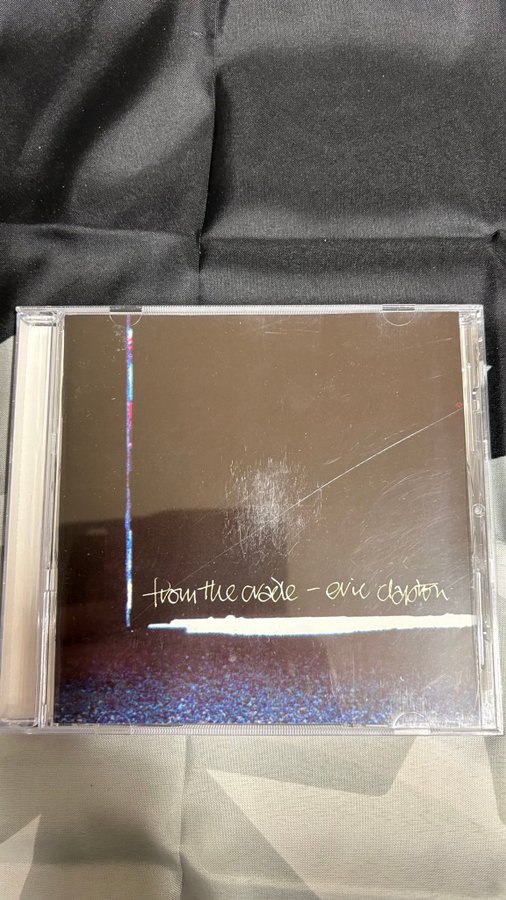 from the cradle - eric clapton